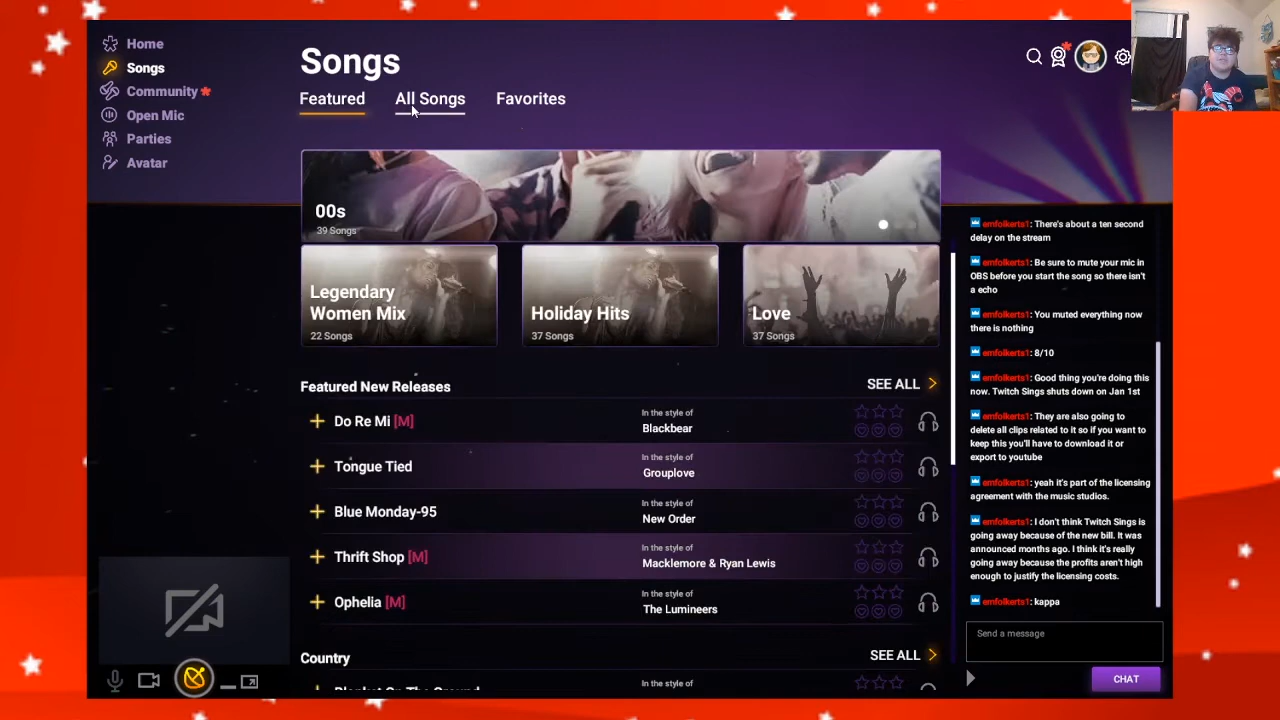 Home
Songs
Community
Open Mic
Parties
Avatar
Songs
Featured
All Songs
Favorites
00s
39 Songs
Legendary
Women Mix
22 Songs
Holiday Hits
37 Songs
Love
37 Songs
Featured New Releases
SEE ALL
Do Re Mi [M]
In the style of
Blackbear
Tongue Tied
In the style of
Grouplove
Blue Monday-95
In the style of
New Order
Thrift Shop [M]
In the style of
Macklemore & Ryan Lewis
Ophelia [M]
In the style of
The Lumineers
Country
SEE ALL
Blanket On The Ground
In the style of
emfolkerts1: There's about a ten second
delay on the stream
emfolkerts1: Be sure to mute your mic in
OBS before you start the song so there isn't
a echo
emfolkerts1: You muted everything now
there is nothing
emfolkerts1: 8/10
emfolkerts1: Good thing you're doing this
now. Twitch Sings shuts down on Jan 1st
emfolkerts1: They are also going to
delete all clips related to it so if you want to
keep this you'll have to download it or
export to youtube
emfolkerts1: yeah it's part of the licensing
agreement with the music studios.
emfolkerts1: I don't think Twitch Sings is
going away because of the new bill. It was
announced months ago. I think it's really
going away because the profits aren't high
enough to justify the licensing costs.
emfolkerts1: kappa
Send a message
CHAT